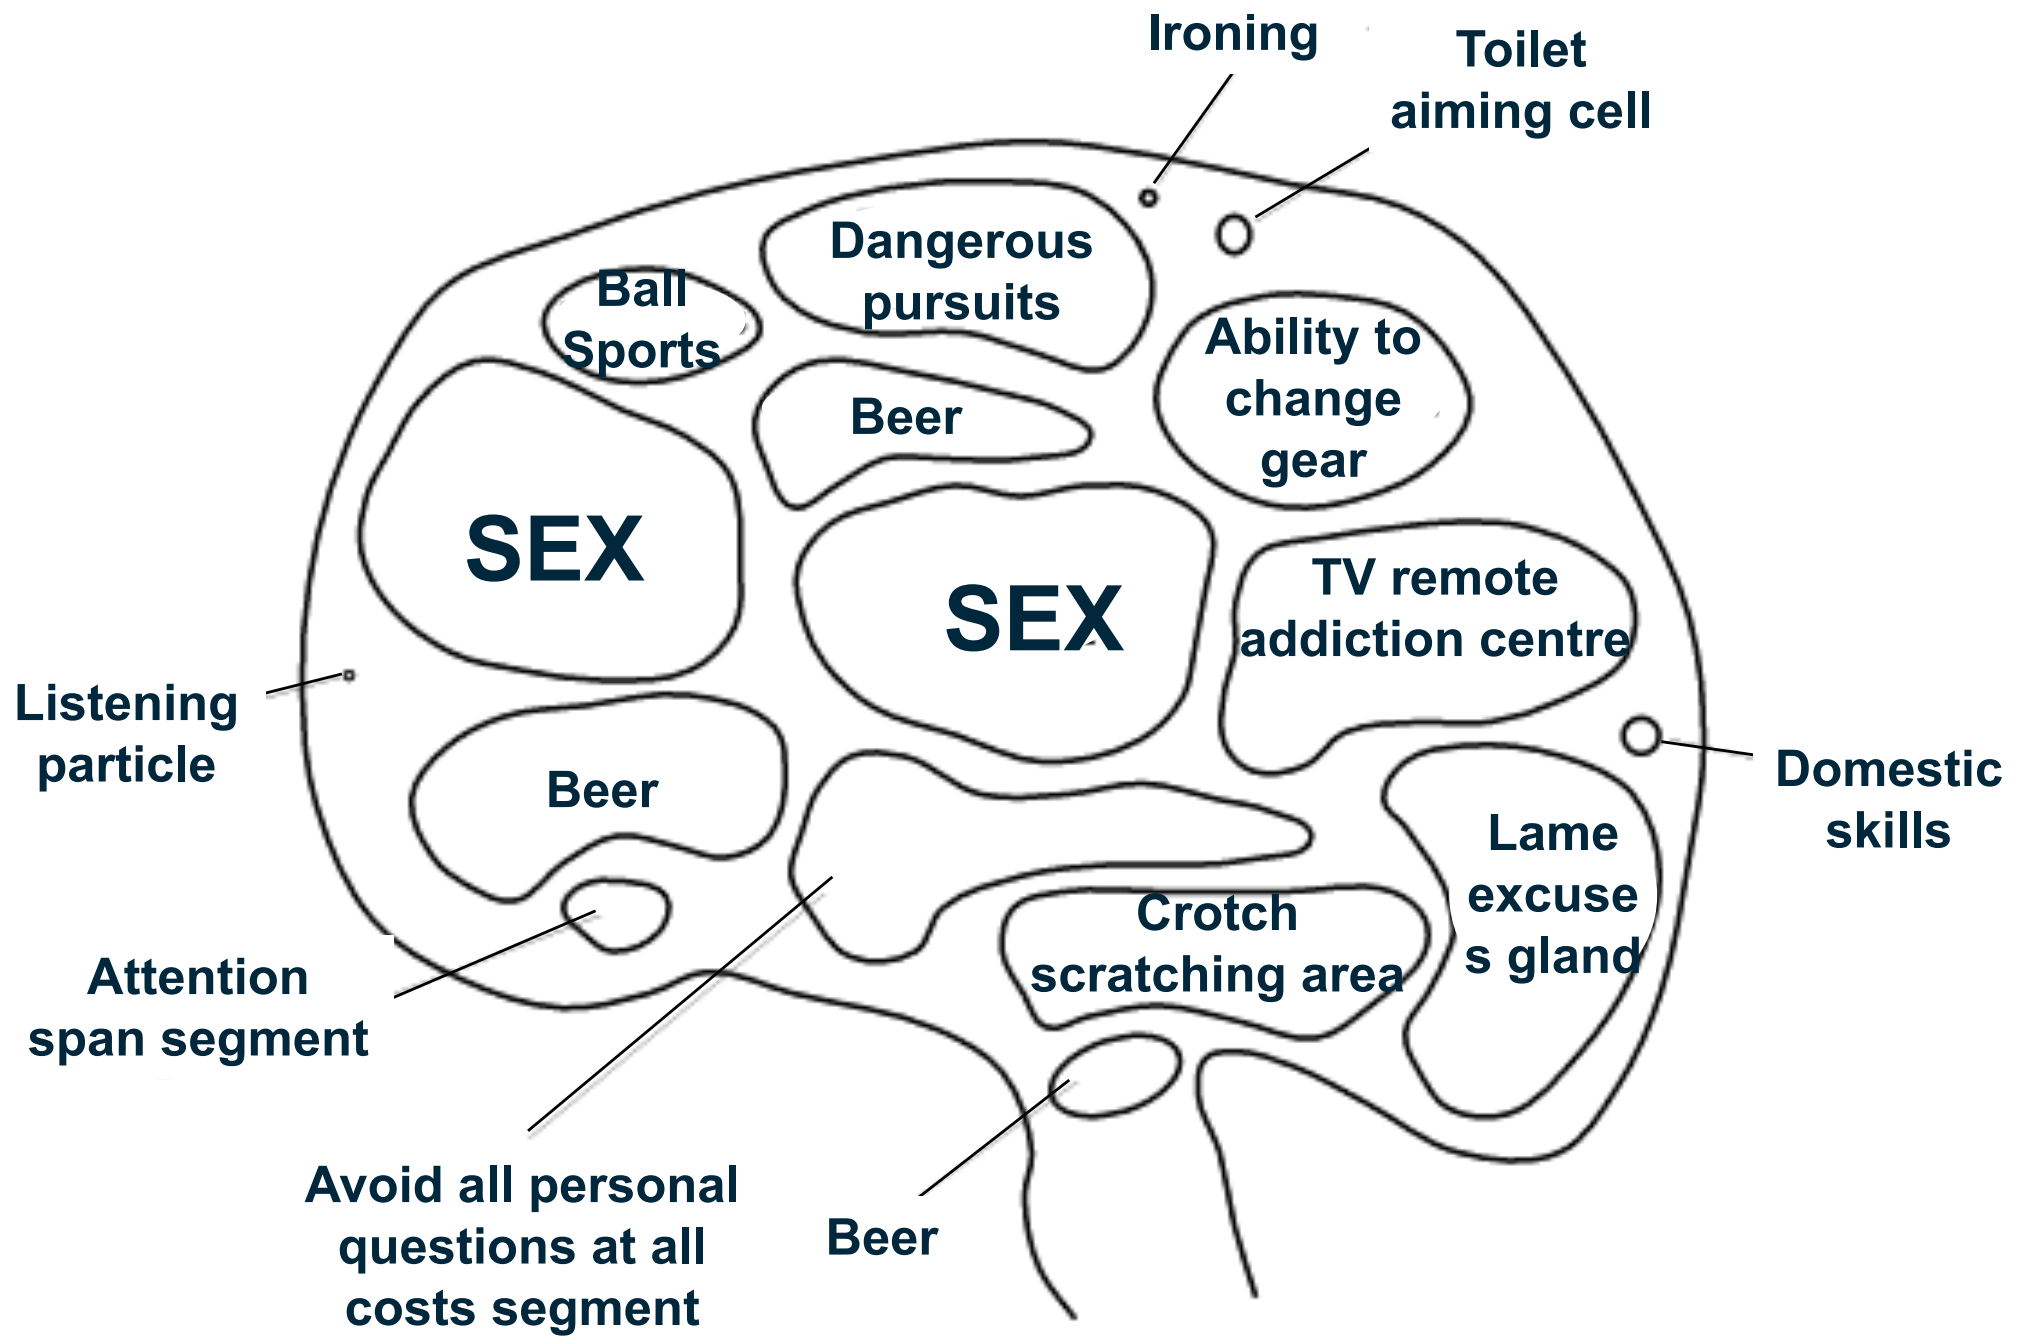 Ironing
Toilet
aiming cell
Dangerous
pursuits
Ball
Sports
Ability to
change
gear
Beer
SEX
SEX
TV remote
addiction centre
Listening
particle
Domestic
skills
Beer
Lame
excuse
s gland
Crotch
scratching area
Attention
span segment
Avoid all personal
questions at all
costs segment
Beer